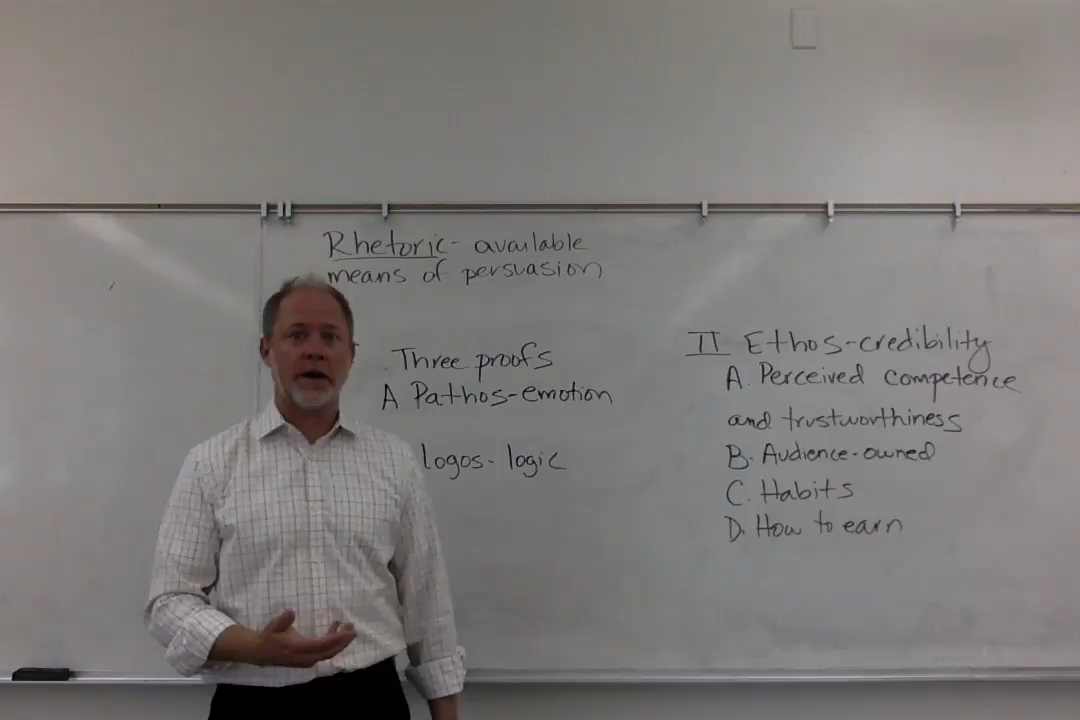 Rhetoric- available
means of persuasion
Three proofs
A Pathos-emotion
logos- logic
II Ethos-credibility
A. Perceived competence
and trustworthiness
B. Audience-owned
C. Habits
D. How to earn